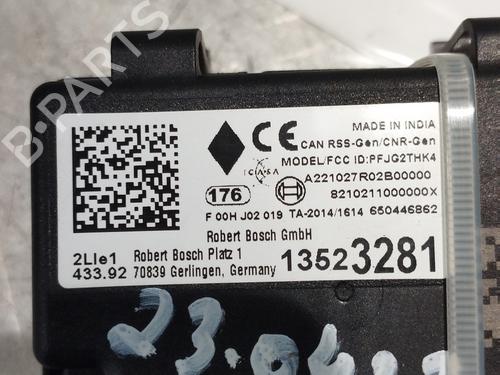 B-PARTS
MADE IN INDIA
CE
CAN RSS-Gen/CNR-Gen
MODEL/FCC ID:PFJG2THK4
ICASA
A221027R02B00000
176
8210211000000X
F 00H J02 019 TA-2014/1614 650446862
Robert Bosch GmbH
2LIe1 Robert Bosch Platz 1
433.92 70839 Gerlingen, Germany
13523281